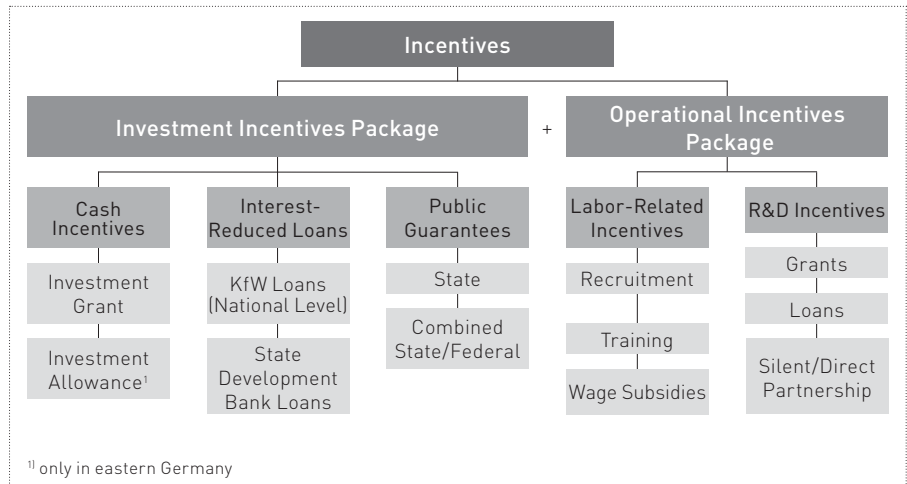 Incentives
Investment Incentives Package
+
Operational Incentives
Package
Cash
Incentives
Investment
Grant
Investment
Allowance¹
Interest-
Reduced Loans
KfW Loans
(National Level)
State
Development
Bank Loans
Public
Guarantees
State
Combined
State/Federal
Labor-Related
Incentives
Recruitment
Training
Wage Subsidies
R&D Incentives
Grants
Loans
Silent/Direct
Partnership
¹⁾ only in eastern Germany